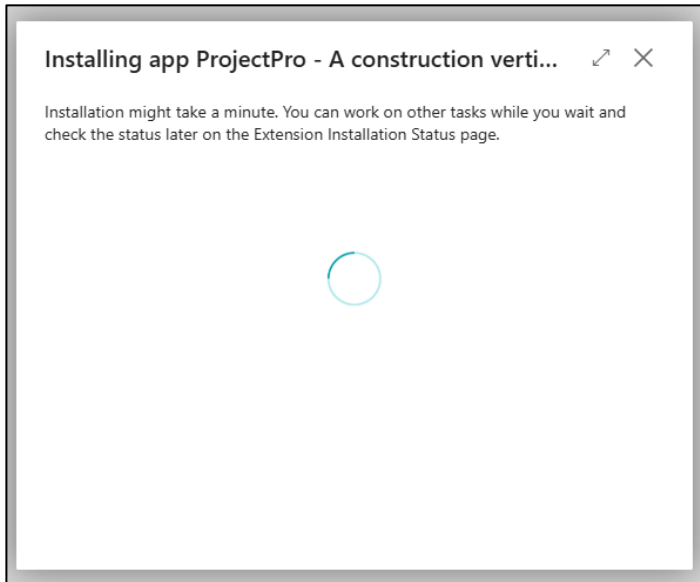 Installing app ProjectPro - A construction verti...
Installation might take a minute. You can work on other tasks while you wait and
check the status later on the Extension Installation Status page.